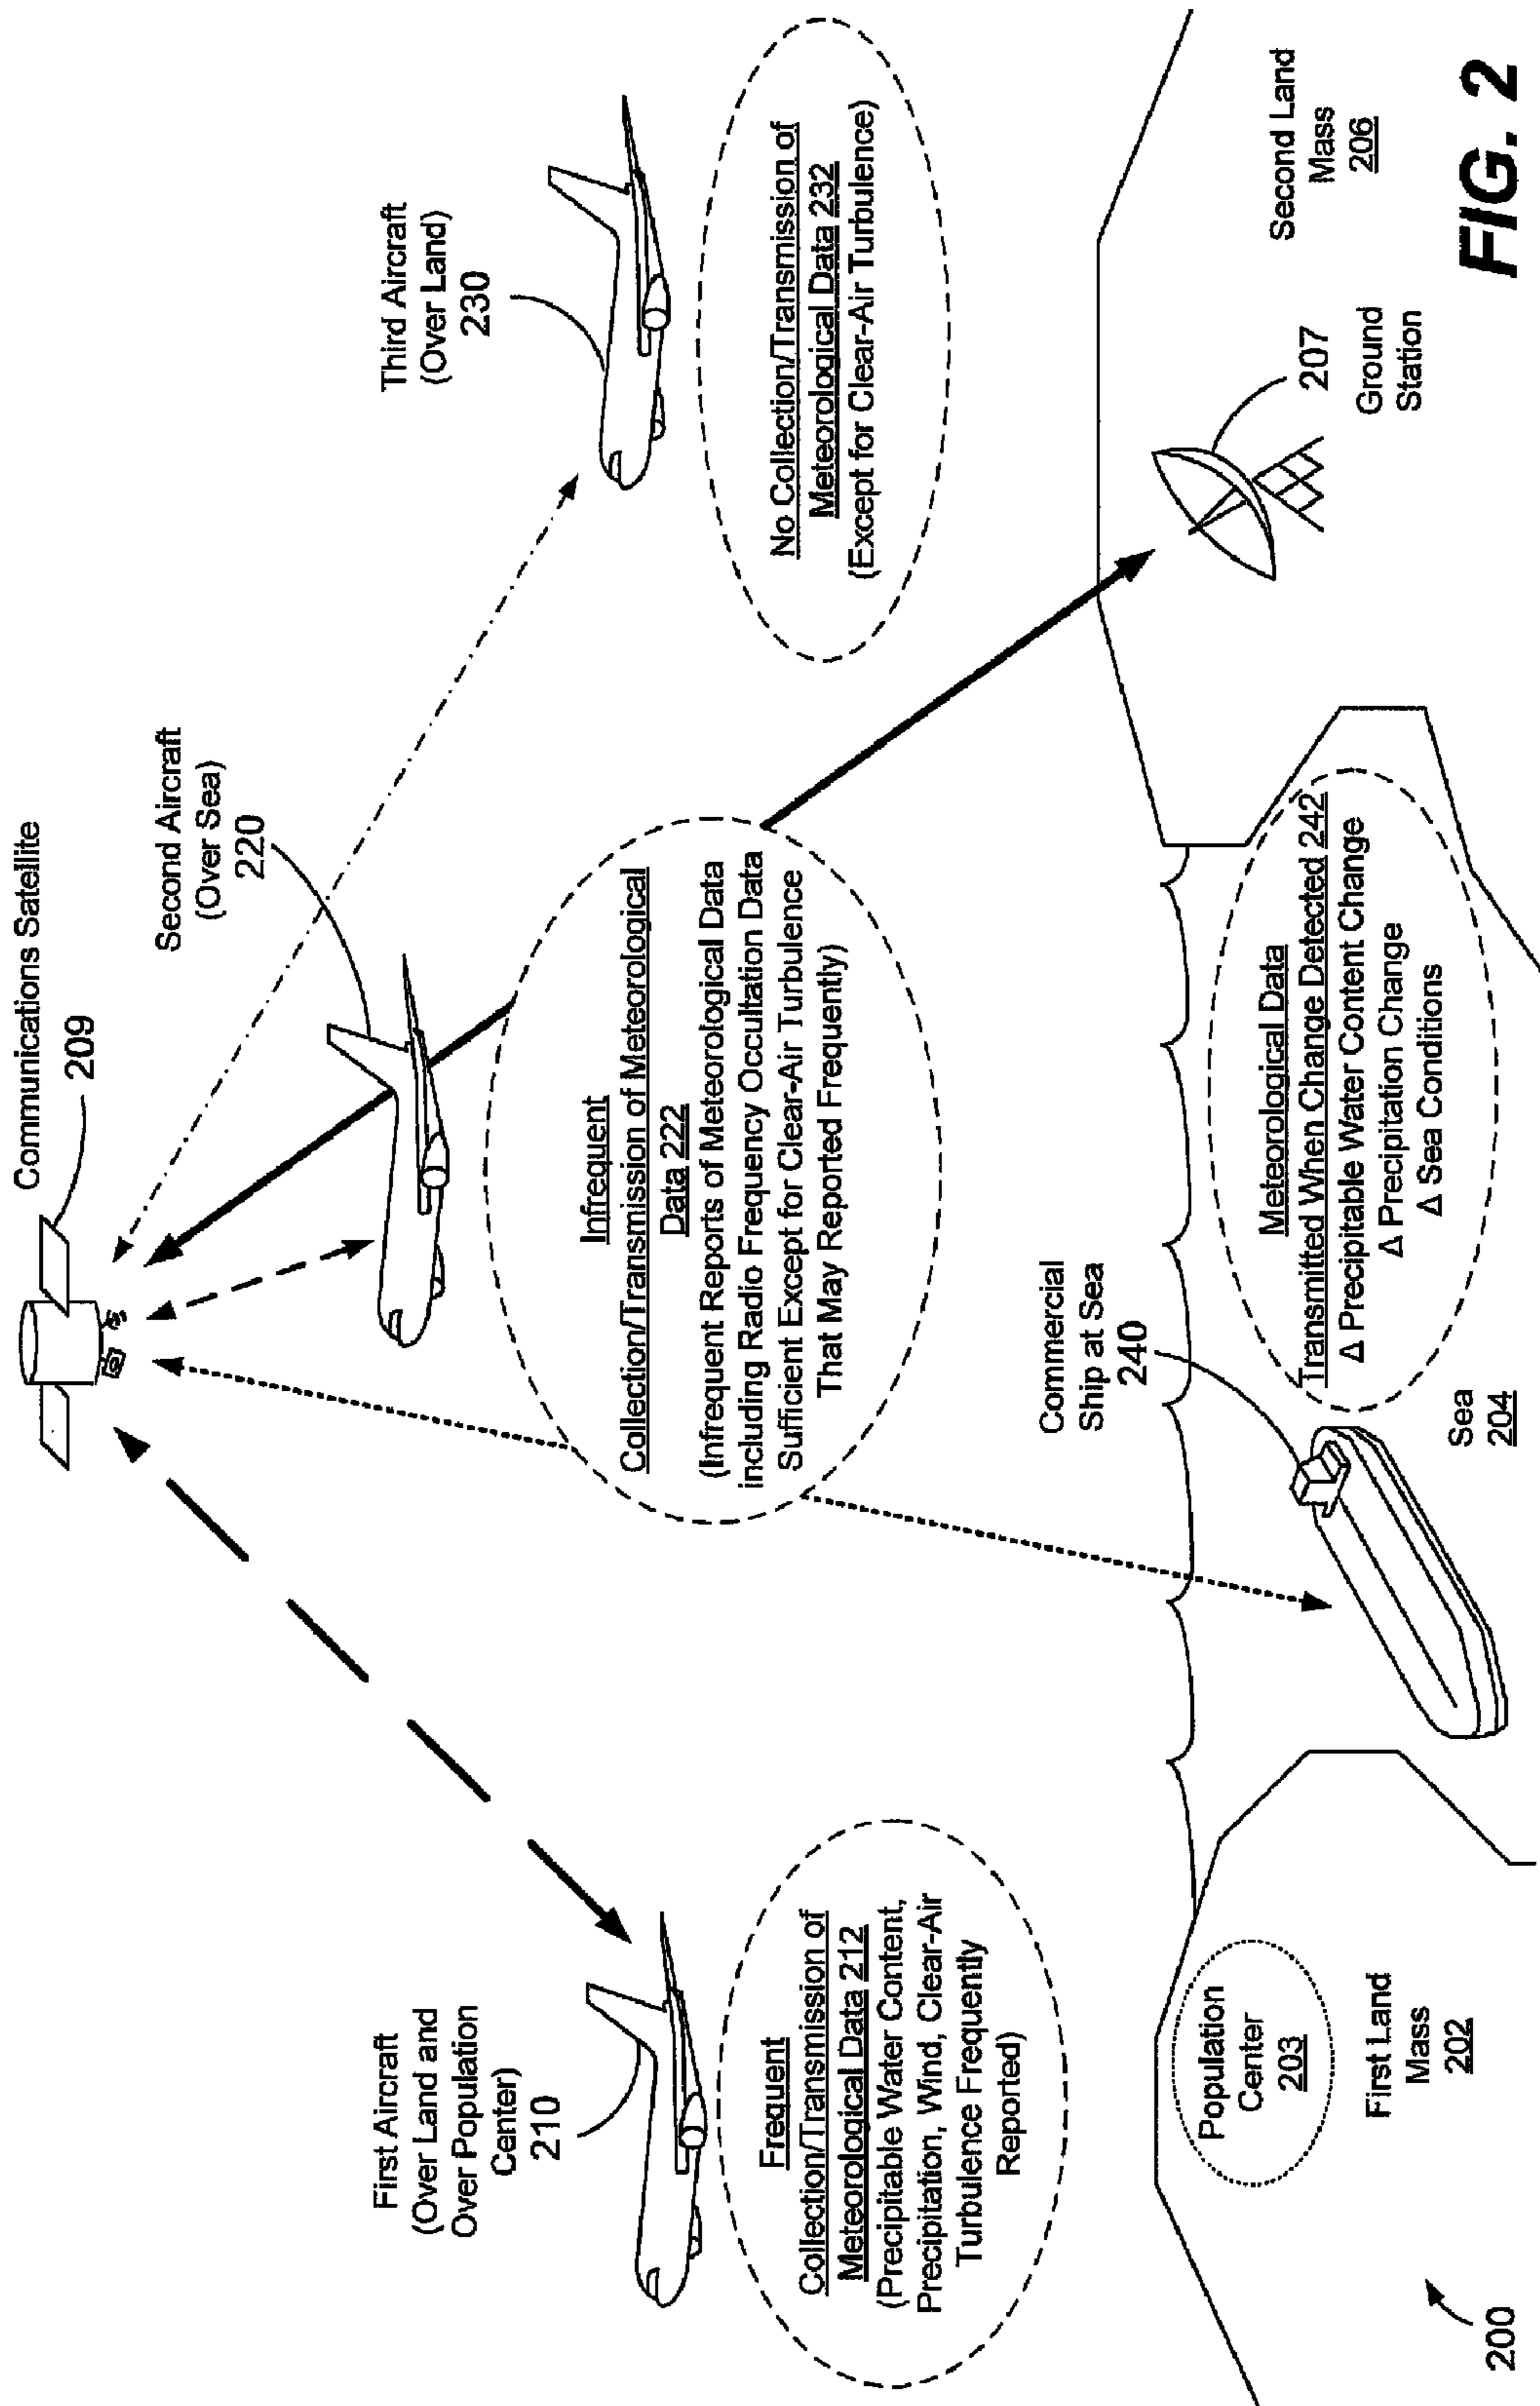 Communications Satellite
209
Second Aircraft
(Over Sea)
220
Third Aircraft
(Over Land)
230
First Aircraft
(Over Land and
Over Population
Center)
210
Frequent
Collection/Transmission of
Meteorological Data 212
(Precipitable Water Content,
Precipitation, Wind, Clear-Air
Turbulence Frequently
Reported)
Infrequent
Collection/Transmission of Meteorological
Data 222
(Infrequent Reports of Meteorological Data
including Radio Frequency Occultation Data
Sufficient Except for Clear-Air Turbulence
That May Reported Frequently)
No Collection/Transmission of
Meteorological Data 232
(Except for Clear-Air Turbulence)
Commercial
Ship at Sea
240
Meteorological Data
Transmitted When Change Detected 242
Δ Precipitable Water Content Change
Δ Precipitation Change
Δ Sea Conditions
Population
Center
203
First Land
Mass
202
Sea
204
207
Ground
Station
Second Land
Mass
206
200
FIG. 2